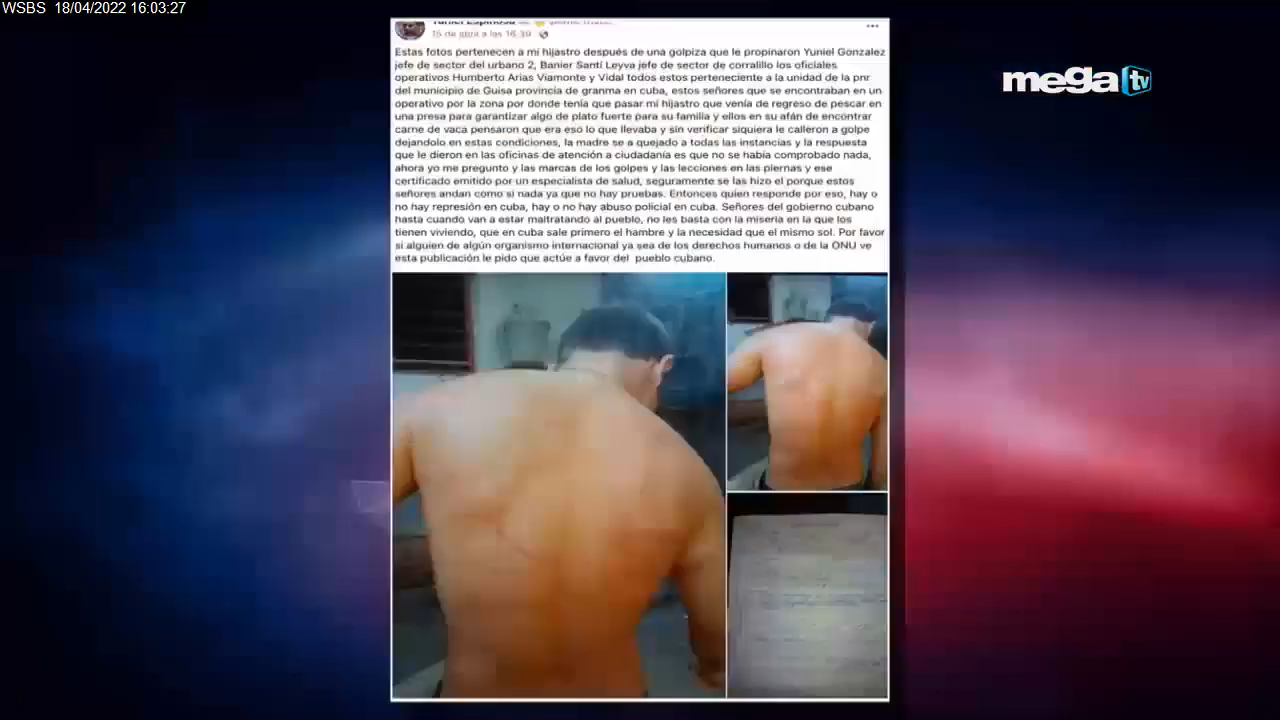 WSBS 18/04/2022 16:03:27
mega tv
15 de abril a las 16:39
Estas fotos pertenecen a mi hijastro después de una golpiza que le propinaron Yuniel Gonzalez
jefe de sector del urbano 2, Banier Santí Leyva jefe de sector de corralillo los oficiales
operativos Humberto Arias Viamonte y Vidal todos estos perteneciente a la unidad de la pnr
del municipio de Guisa provincia de granma en cuba, estos señores que se encontraban en un
operativo por la zona por donde tenía que pasar mi hijastro que venía de regreso de pescar en
una presa para garantizar algo de plato fuerte para su familia y ellos en su afán de encontrar
carne de vaca pensaron que era eso lo que llevaba y sin verificar siquiera le calleron a golpe
dejandolo en estas condiciones, la madre se a quejado a todas las instancias y la respuesta
que le dieron en las oficinas de atención a ciudadanía es que no se había comprobado nada,
ahora yo me pregunto y las marcas de los golpes y las lecciones en las piernas y ese
certificado emitido por un especialista de salud, seguramente se las hizo el porque estos
señores andan como si nada ya que no hay pruebas. Entonces quien responde por eso, hay o
no hay represión en cuba, hay o no hay abuso policial en cuba. Señores del gobierno cubano
hasta cuando van a estar maltratando al pueblo, no les basta con la miseria en la que los
tienen viviendo, que en cuba sale primero el hambre y la necesidad que el mismo sol. Por favor
si alguien de algún organismo internacional ya sea de los derechos humanos o de la ONU ve
esta publicación le pido que actúe a favor del pueblo cubano.